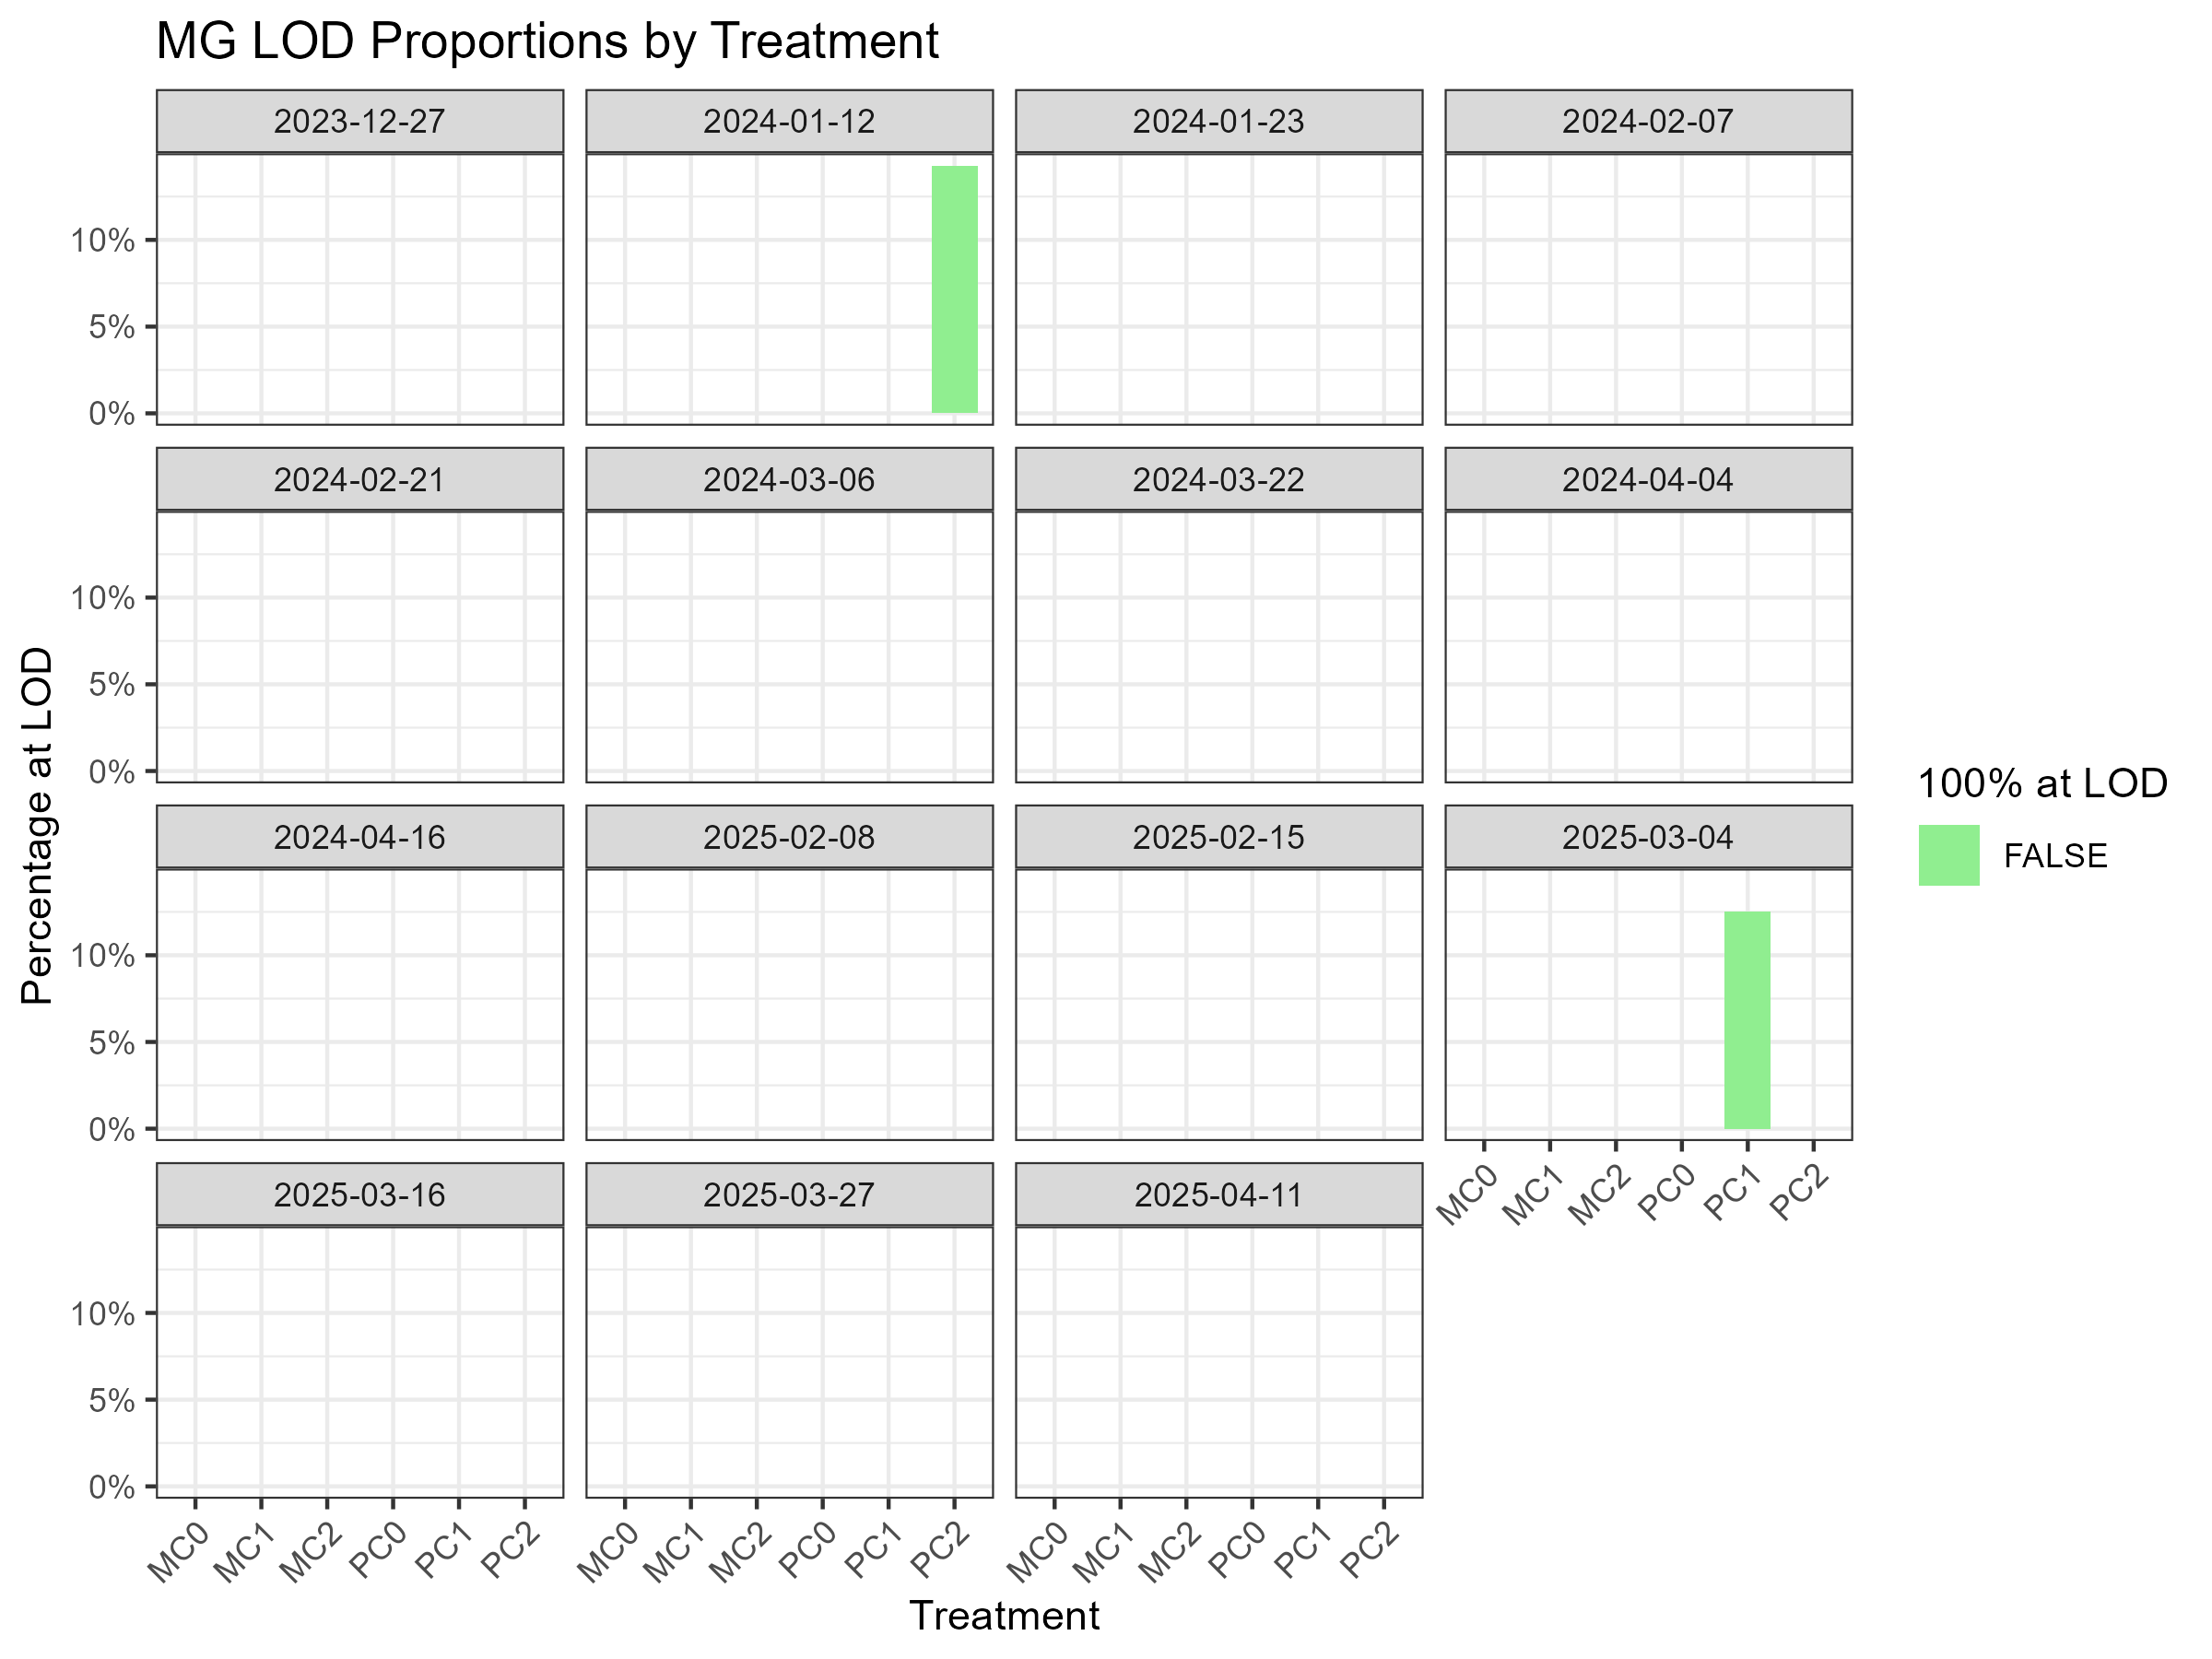 MG LOD Proportions by Treatment
2023-12-27 2024-01-12 2024-01-23 2024-02-07
10%
5%
0%
2024-02-21 2024-03-06 2024-03-22 2024-04-04
10%
5%
0%
2024-04-16 2025-02-08 2025-02-15 2025-03-04
10%
5%
0%
MC0 MC1 MC2 PC0 PC1 PC2
2025-03-16 2025-03-27 2025-04-11
10%
5%
0%
MC0 MC1 MC2 PC0 PC1 PC2 MC0 MC1 MC2 PC0 PC1 PC2 MC0 MC1 MC2 PC0 PC1 PC2
Treatment
Percentage at LOD
100% at LOD
FALSE